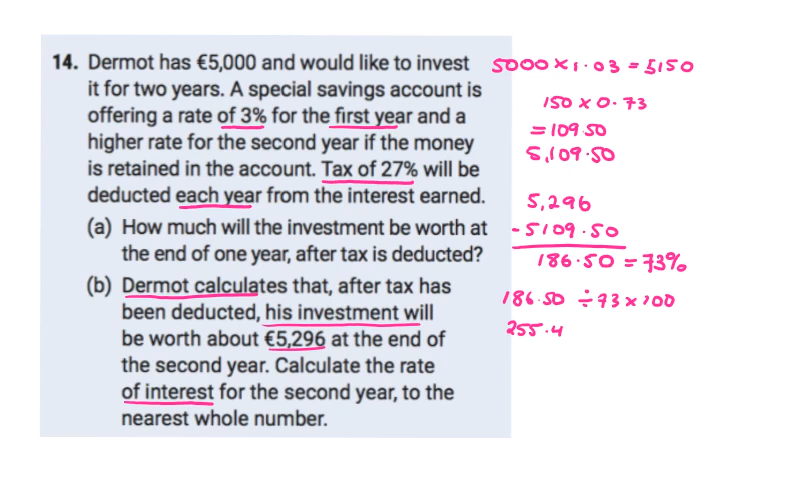 14. Dermot has €5,000 and would like to invest
it for two years. A special savings account is
offering a rate of 3% for the first year and a
higher rate for the second year if the money
is retained in the account. Tax of 27% will be
deducted each year from the interest earned.
(a) How much will the investment be worth at
the end of one year, after tax is deducted?
(b) Dermot calculates that, after tax has
been deducted, his investment will
be worth about €5,296 at the end of
the second year. Calculate the rate
of interest for the second year, to the
nearest whole number.
5000 × 1.03 = 5150
150 × 0.73
= 109.50
5,109.50
5,296
- 5109.50
186.50 = 73%
186.50 ÷ 73 × 100
255.4